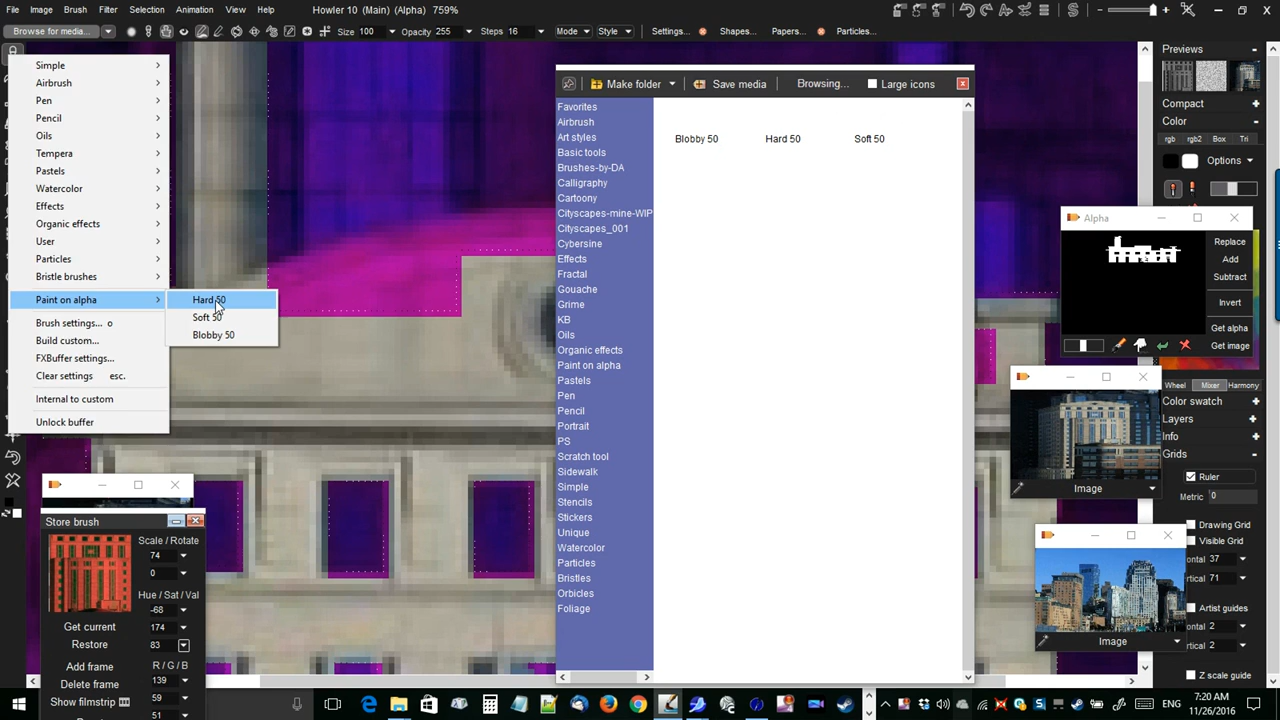 File Image Brush Filter Selection Animation View Help Howler 10 (Main) (Alpha) 759%
Browse for media... Size 100 Opacity 255 Steps 16 Mode Style Settings... Shapes... Papers... Particles...
Simple
Airbrush
Pen
Pencil
Oils
Tempera
Pastels
Watercolor
Effects
Organic effects
User
Particles
Bristle brushes
Paint on alpha
Brush settings... o
Build custom...
FXBuffer settings...
Clear settings esc.
Internal to custom
Unlock buffer
Hard 50
Soft 50
Blobby 50
Make folder Save media Browsing... Large icons
Favorites
Airbrush
Art styles
Basic tools
Brushes-by-DA
Calligraphy
Cartoony
Cityscapes-mine-WIP
Cityscapes_001
Cybersine
Effects
Fractal
Gouache
Grime
KB
Oils
Organic effects
Paint on alpha
Pastels
Pen
Pencil
Portrait
PS
Scratch tool
Sidewalk
Simple
Stencils
Stickers
Unique
Watercolor
Particles
Bristles
Orbicles
Foliage
Blobby 50 Hard 50 Soft 50
Previews
Compact
Color
rgb rgb2 Box Tri
Options
Alpha
Replace
Add
Subtract
Invert
Get alpha
Get image
Wheel Mixer Harmony
Color swatch
Layers
Info
Grids
Ruler
Metric 0
Drawing Grid
Visible Grid
37
71
Artist guides
2
2
Z scale guide
Image
Image
Store brush
Scale / Rotate
74
0
Hue / Sat / Val
-68
Get current 174
Restore 83
Add frame R / G / B
Delete frame 139
Show filmstrip 59
51
7:20 AM
11/26/2016